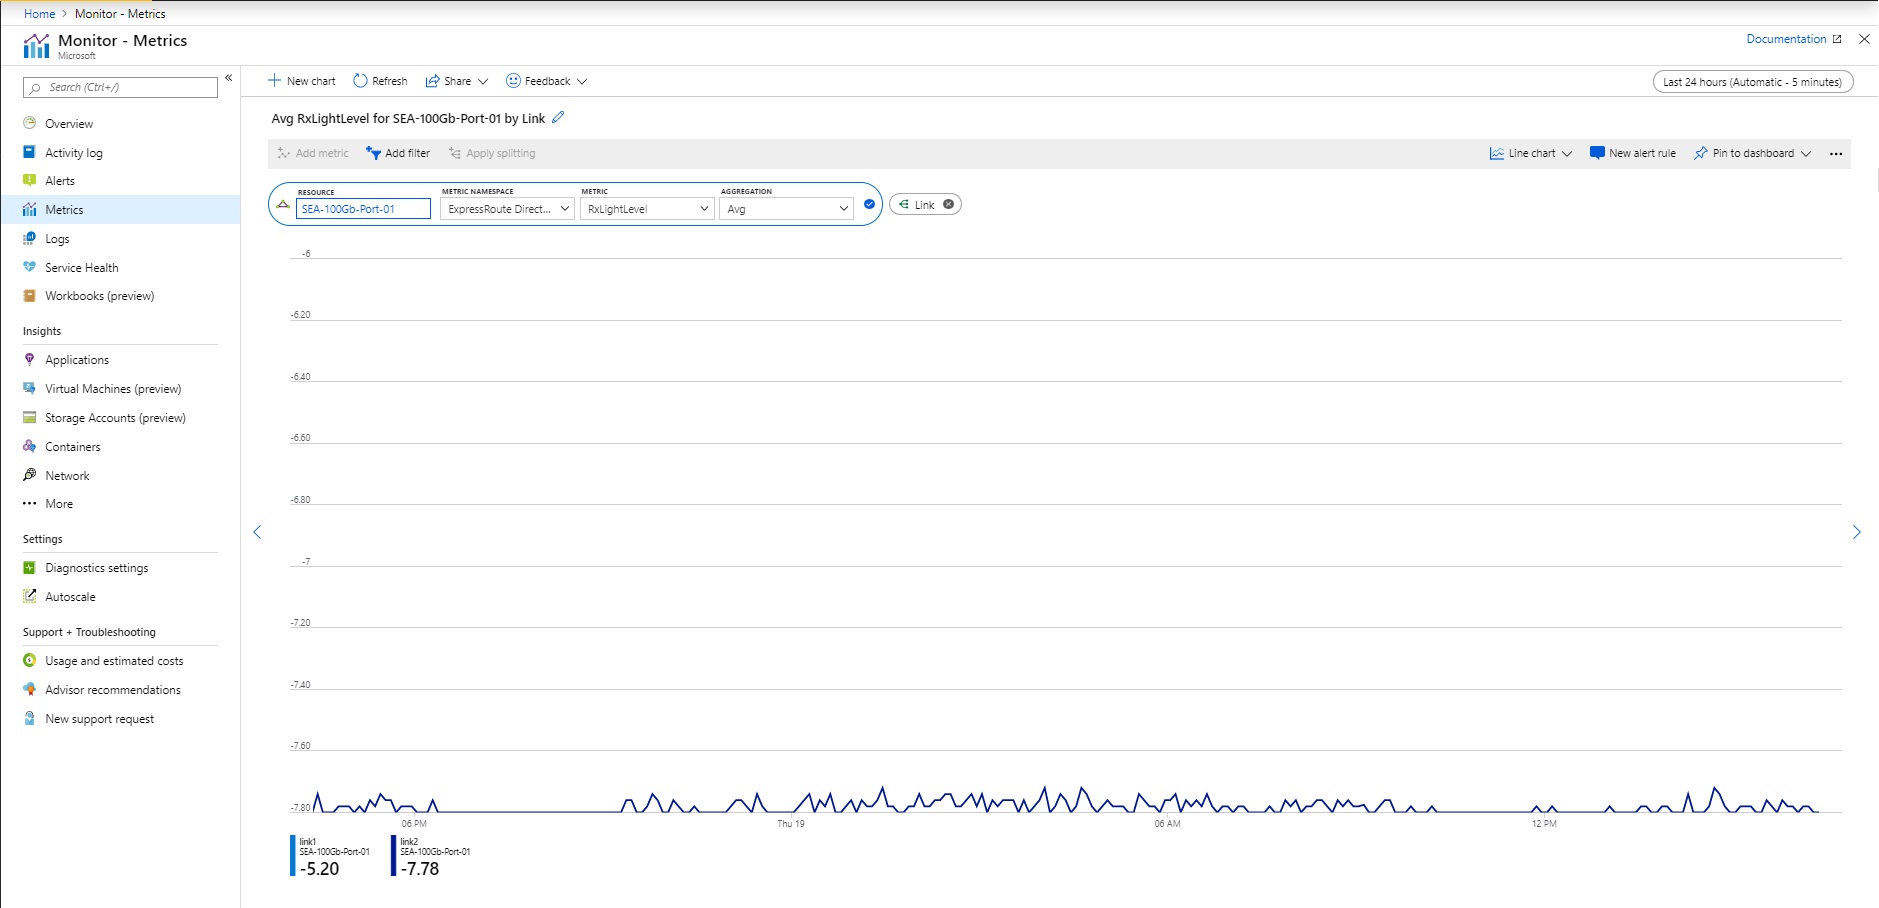 Home > Monitor - Metrics
Monitor - Metrics
Microsoft
Documentation
Search (Ctrl+/)
«
Overview
Activity log
Alerts
Metrics
Logs
Service Health
Workbooks (preview)
Insights
Applications
Virtual Machines (preview)
Storage Accounts (preview)
Containers
Network
More
Settings
Diagnostics settings
Autoscale
Support + Troubleshooting
Usage and estimated costs
Advisor recommendations
New support request
New chart Refresh Share Feedback
Last 24 hours (Automatic - 5 minutes)
Avg RxLightLevel for SEA-100Gb-Port-01 by Link
Add metric Add filter Apply splitting
Line chart New alert rule Pin to dashboard ...
RESOURCE METRIC NAMESPACE METRIC AGGREGATION
SEA-100Gb-Port-01 ExpressRoute Direct... RxLightLevel Avg
Link
-6
-6.20
-6.40
-6.60
-6.80
-7
-7.20
-7.40
-7.60
-7.80
06 PM Thu 19 06 AM 12 PM
link1
SEA-100Gb-Port-01
-5.20
link2
SEA-100Gb-Port-01
-7.78